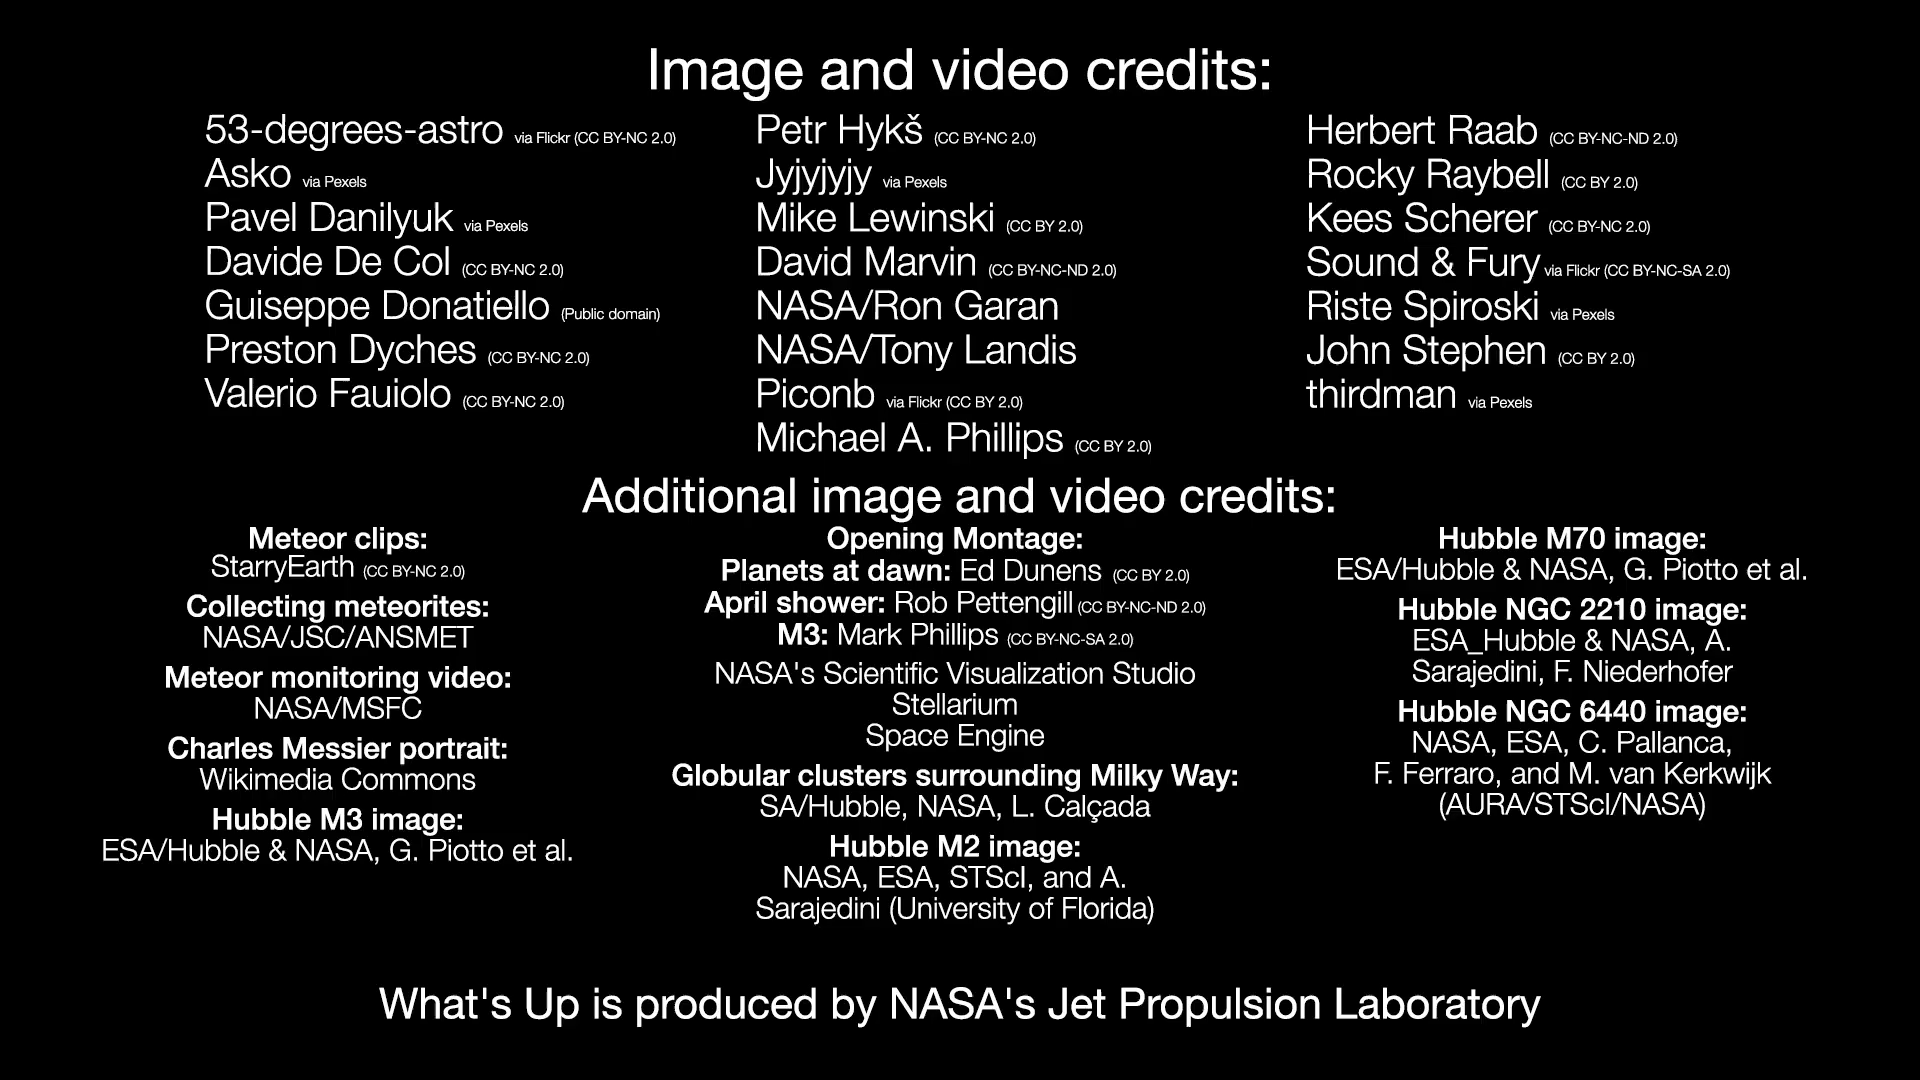 Image and video credits:
53-degrees-astro via Flickr (CC BY-NC 2.0)
Asko via Pexels
Pavel Danilyuk via Pexels
Davide De Col (CC BY-NC 2.0)
Guiseppe Donatiello (Public domain)
Preston Dyches (CC BY-NC 2.0)
Valerio Fauiolo (CC BY-NC 2.0)
Petr Hykš (CC BY-NC 2.0)
Jyjyjyjy via Pexels
Mike Lewinski (CC BY 2.0)
David Marvin (CC BY-NC-ND 2.0)
NASA/Ron Garan
NASA/Tony Landis
Piconb via Flickr (CC BY 2.0)
Michael A. Phillips (CC BY 2.0)
Herbert Raab (CC BY-NC-ND 2.0)
Rocky Raybell (CC BY 2.0)
Kees Scherer (CC BY-NC 2.0)
Sound & Fury via Flickr (CC BY-NC-SA 2.0)
Riste Spiroski via Pexels
John Stephen (CC BY 2.0)
thirdman via Pexels
Additional image and video credits:
Meteor clips:
StarryEarth (CC BY-NC 2.0)
Collecting meteorites:
NASA/JSC/ANSMET
Meteor monitoring video:
NASA/MSFC
Charles Messier portrait:
Wikimedia Commons
Hubble M3 image:
ESA/Hubble & NASA, G. Piotto et al.
Opening Montage:
Planets at dawn: Ed Dunens (CC BY 2.0)
April shower: Rob Pettengill (CC BY-NC-ND 2.0)
M3: Mark Phillips (CC BY-NC-SA 2.0)
NASA's Scientific Visualization Studio
Stellarium
Space Engine
Globular clusters surrounding Milky Way:
SA/Hubble, NASA, L. Calçada
Hubble M2 image:
NASA, ESA, STScI, and A.
Sarajedini (University of Florida)
Hubble M70 image:
ESA/Hubble & NASA, G. Piotto et al.
Hubble NGC 2210 image:
ESA_Hubble & NASA, A.
Sarajedini, F. Niederhofer
Hubble NGC 6440 image:
NASA, ESA, C. Pallanca,
F. Ferraro, and M. van Kerkwijk
(AURA/STScI/NASA)
What's Up is produced by NASA's Jet Propulsion Laboratory